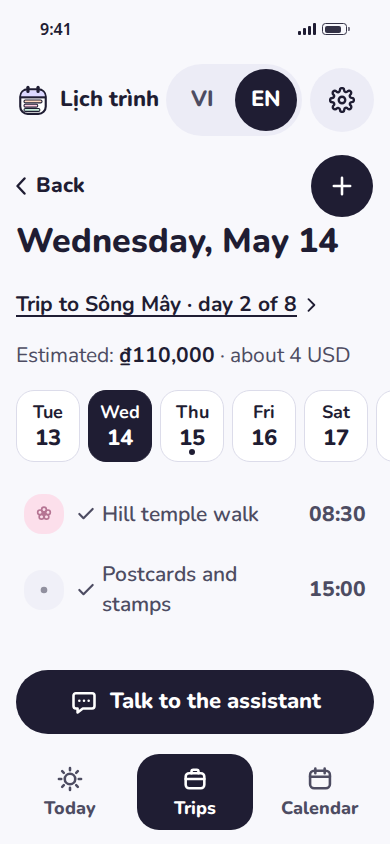 9:41
Lịch trình
VI
EN
Back
Wednesday, May 14
Trip to Sông Mây · day 2 of 8
Estimated: ₫110,000 · about 4 USD
Tue Wed Thu Fri Sat
13 14 15 16 17
Hill temple walk 08:30
Postcards and
stamps 15:00
Talk to the assistant
Today Trips Calendar